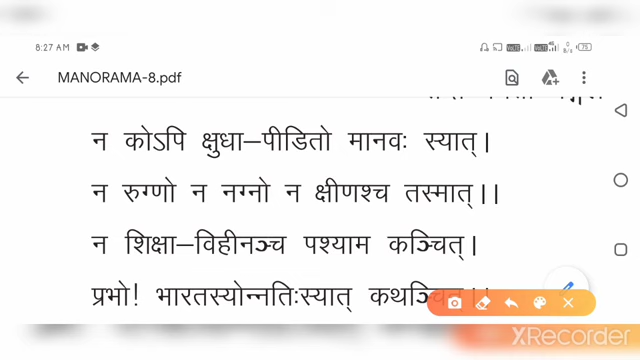 8:27 AM
MANORAMA-8.pdf
न कोऽपि क्षुधा–पीडितो मानवः स्यात्।
न रुग्णो न नग्नो न क्षीणश्च तस्मात्।।
न शिक्षा–विहीनञ्च पश्याम कञ्चित्।
प्रभो! भारतस्योन्नतिःस्यात्
XRecorder